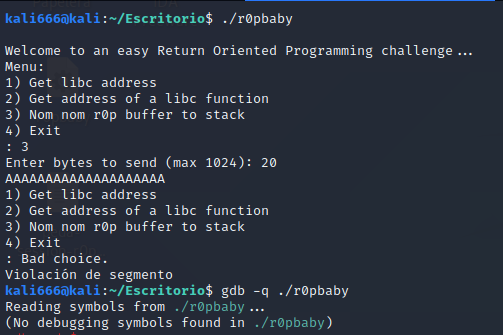 kali666@kali:~/Escritorio$ ./r0pbaby
Welcome to an easy Return Oriented Programming challenge...
Menu:
1) Get libc address
2) Get address of a libc function
3) Nom nom r0p buffer to stack
4) Exit
: 3
Enter bytes to send (max 1024): 20
AAAAAAAAAAAAAAAAAAAA
1) Get libc address
2) Get address of a libc function
3) Nom nom r0p buffer to stack
4) Exit
: Bad choice.
Violación de segmento
kali666@kali:~/Escritorio$ gdb -q ./r0pbaby
Reading symbols from ./r0pbaby...
(No debugging symbols found in ./r0pbaby)